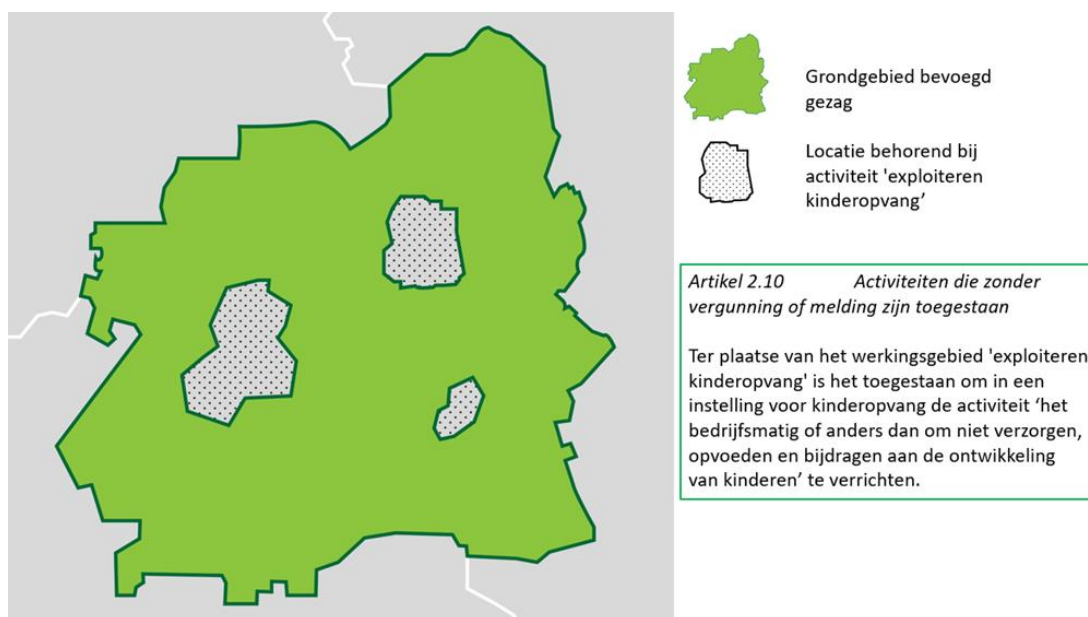 Grondgebied bevoegd
gezag
Locatie behorend bij
activiteit 'exploiteren
kinderopvang’
Artikel 2.10 Activiteiten die zonder
vergunning of melding zijn toegestaan
Ter plaatse van het werkingsgebied 'exploiteren
kinderopvang' is het toegestaan om in een
instelling voor kinderopvang de activiteit ‘het
bedrijfsmatig of anders dan om niet verzorgen,
opvoeden en bijdragen aan de ontwikkeling
van kinderen’ te verrichten.